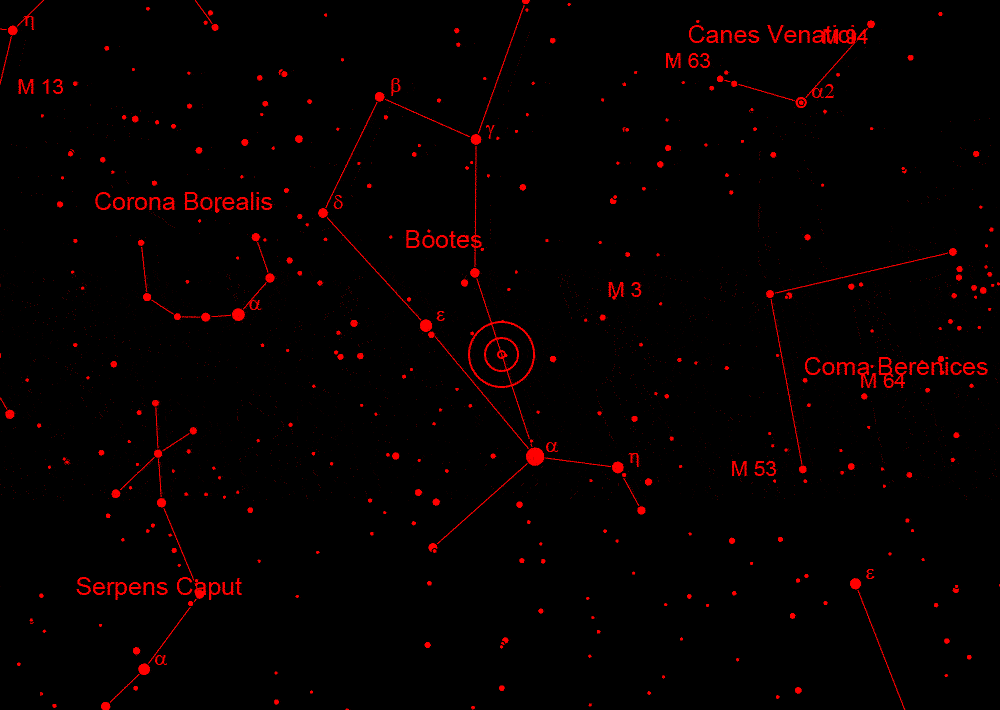 η
Canes Venatici
M 94
M 63
M 13
β
α2
γ
Corona Borealis
δ
Bootes
M 3
α
ε
Coma Berenices
M 64
α
η
M 53
ε
Serpens Caput
α